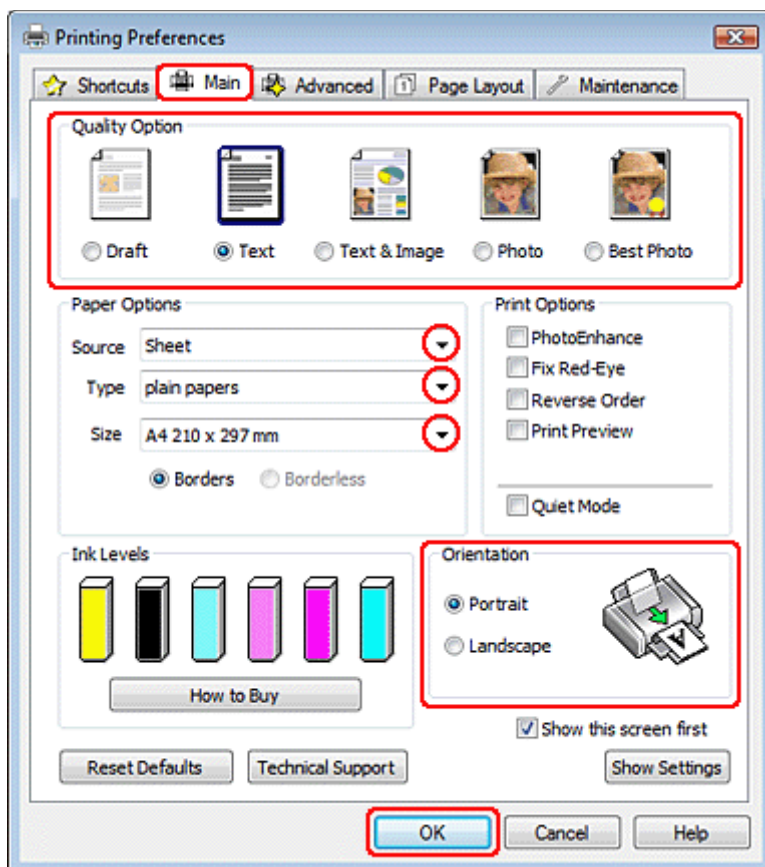 Printing Preferences
Shortcuts Main Advanced 1 Page Layout Maintenance
Quality Option
Draft Text Text & Image Photo Best Photo
Paper Options
Source Sheet
Type plain papers
Size A4 210 x 297 mm
Borders Borderless
Print Options
PhotoEnhance
Fix Red-Eye
Reverse Order
Print Preview
Quiet Mode
Ink Levels
How to Buy
Orientation
Portrait
Landscape
A
Show this screen first
Reset Defaults Technical Support Show Settings
OK Cancel Help